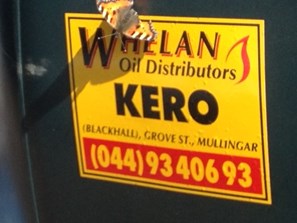 WHELAN
Oil Distributors
KERO
(BLACKHALL), GROVE ST., MULLINGAR
(044) 93 406 93